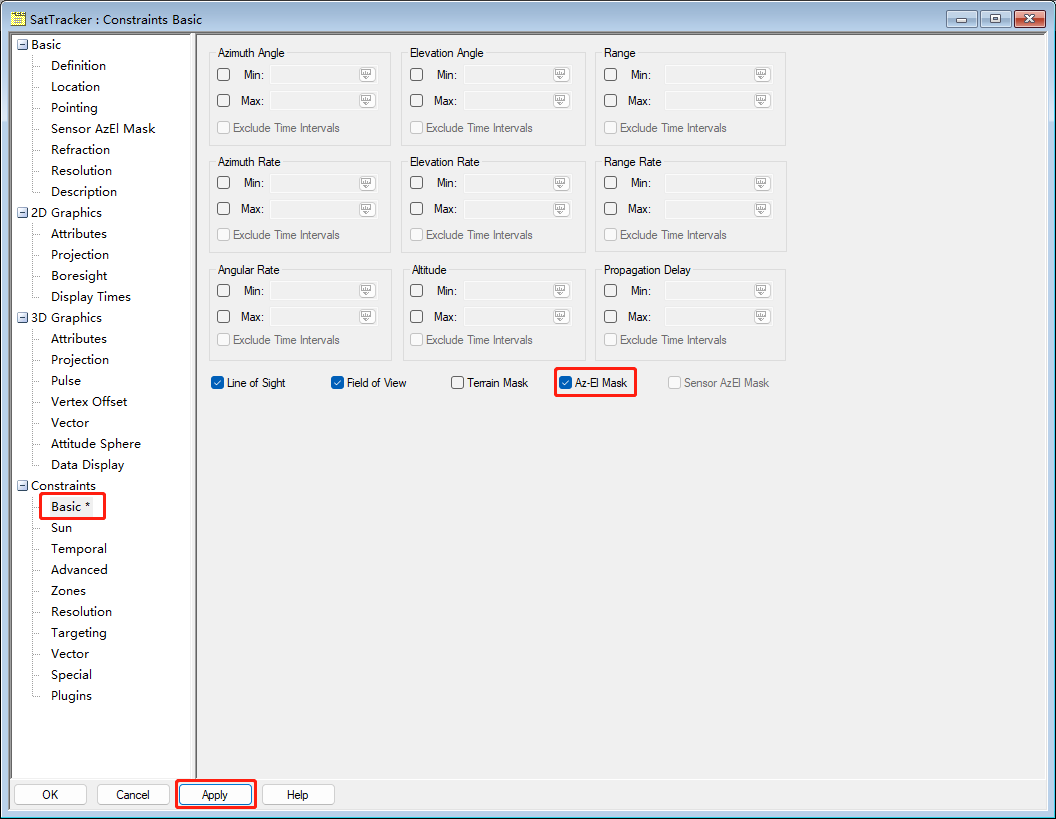 SatTracker : Constraints Basic
Basic
Definition
Location
Pointing
Sensor AzEl Mask
Refraction
Resolution
Description
2D Graphics
Attributes
Projection
Boresight
Display Times
3D Graphics
Attributes
Projection
Pulse
Vertex Offset
Vector
Attitude Sphere
Data Display
Constraints
Basic *
Sun
Temporal
Advanced
Zones
Resolution
Targeting
Vector
Special
Plugins
Azimuth Angle
Min:
Max:
Exclude Time Intervals
Elevation Angle
Min:
Max:
Exclude Time Intervals
Range
Min:
Max:
Exclude Time Intervals
Azimuth Rate
Min:
Max:
Exclude Time Intervals
Elevation Rate
Min:
Max:
Exclude Time Intervals
Range Rate
Min:
Max:
Exclude Time Intervals
Angular Rate
Min:
Max:
Exclude Time Intervals
Altitude
Min:
Max:
Exclude Time Intervals
Propagation Delay
Min:
Max:
Exclude Time Intervals
Line of Sight
Field of View
Terrain Mask
Az-El Mask
Sensor AzEl Mask
OK
Cancel
Apply
Help